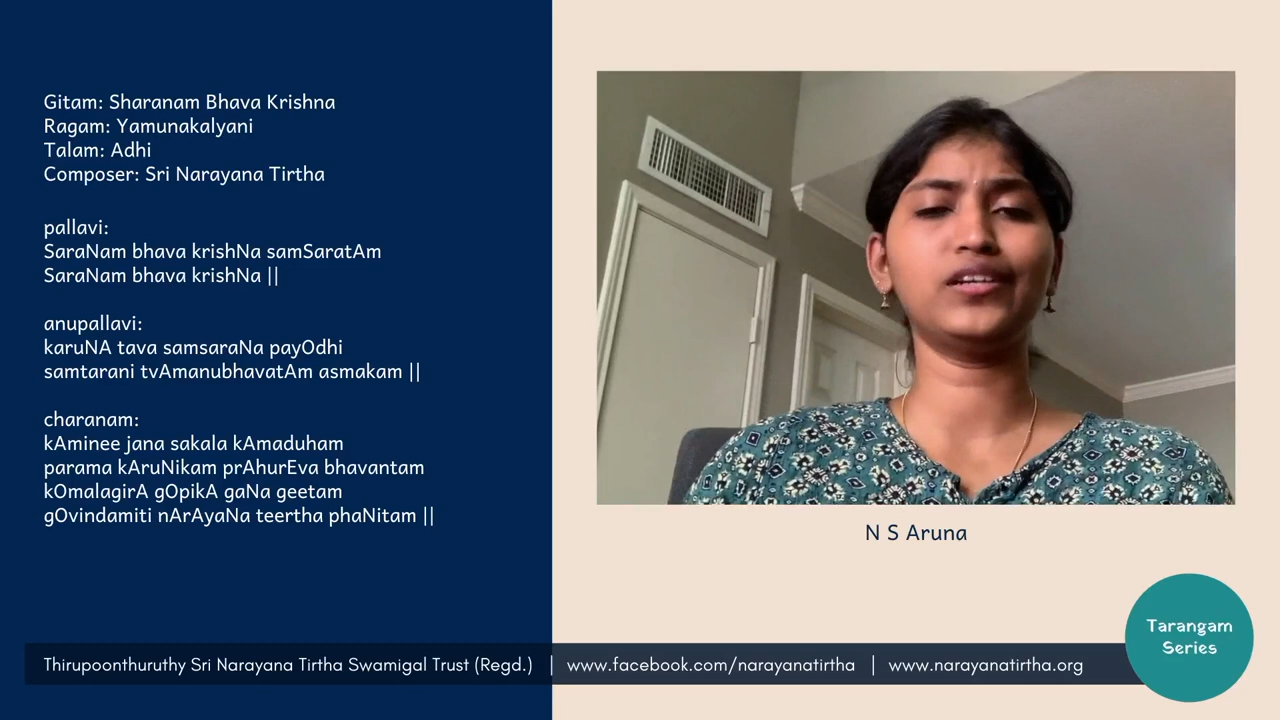 Gitam: Sharanam Bhava Krishna
Ragam: Yamunakalyani
Talam: Adhi
Composer: Sri Narayana Tirtha
pallavi:
SaraNam bhava krishNa samSaratAm
SaraNam bhava krishNa ||
anupallavi:
karuNA tava samsaraNa payOdhi
samtarani tvAmanubhavatAm asmakam ||
charanam:
kAminee jana sakala kAmaduham
parama kAruNikam prAhurEva bhavantam
kOmalagirA gOpikA gaNa geetam
gOvindamiti nArAyaNa teertha phaNitam ||
N S Aruna
Tarangam
Series
Thirupoonthuruthy Sri Narayana Tirtha Swamigal Trust (Regd.) | www.facebook.com/narayanatirtha | www.narayanatirtha.org